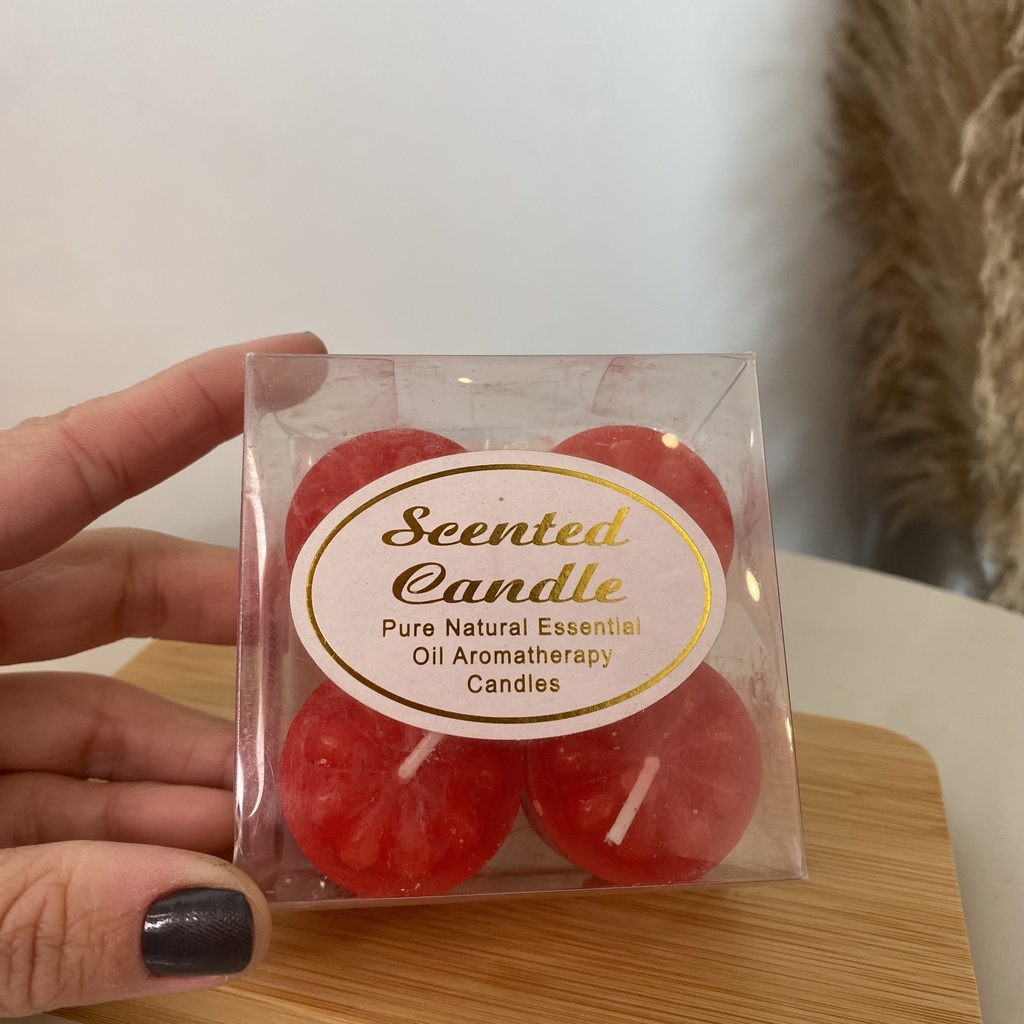 Scented
Candle
Pure Natural Essential
Oil Aromatherapy
Candles